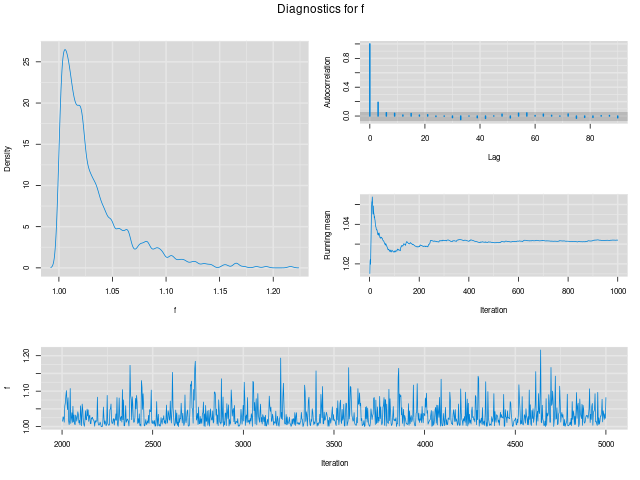 Diagnostics for f
Density
25
20
15
10
5
0
1.00 1.05 1.10 1.15 1.20
f
Autocorrelation
0.8
0.4
0.0
0 20 40 60 80
Lag
Running mean
1.04
1.02
0 200 400 600 800 1000
Iteration
f
1.20
1.10
1.00
2000 2500 3000 3500 4000 4500 5000
Iteration